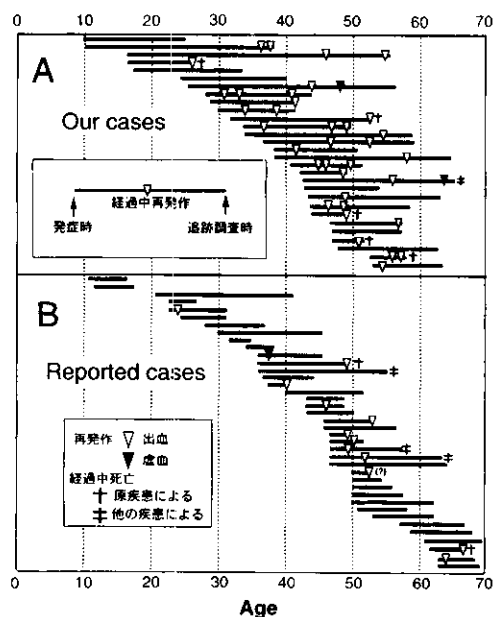 0 10 20 30 40 50 60 70
A
† 
Our cases
†
経過中再発作
発症時 追跡調査時
‡
†
†
†
B
Reported cases
†
‡
再発作 ▽ 出血
▼ 虚血
経過中死亡
† 原疾患による
‡ 他の疾患による
‡
‡
(?)
†
0 10 20 30 40 50 60 70
Age